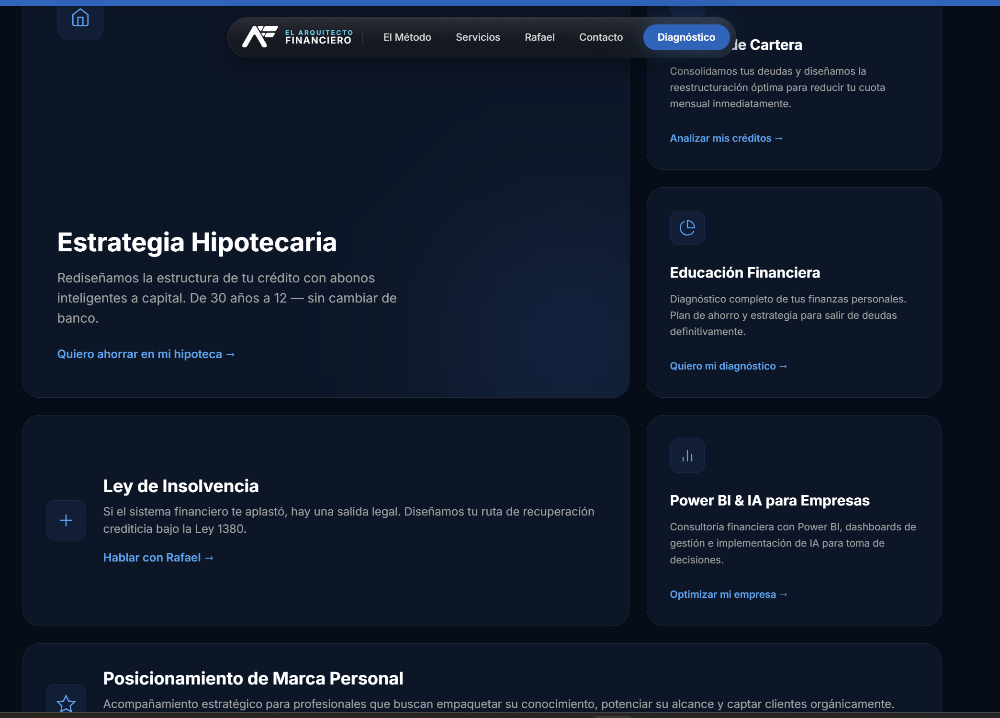 EL ARQUITECTO
FINANCIERO
El Método
Servicios
Rafael
Contacto
Diagnóstico
de Cartera
Consolidamos tus deudas y diseñamos la
reestructuración óptima para reducir tu cuota
mensual inmediatamente.
Analizar mis créditos →
Estrategia Hipotecaria
Rediseñamos la estructura de tu crédito con abonos
inteligentes a capital. De 30 años a 12 — sin cambiar de
banco.
Quiero ahorrar en mi hipoteca →
Educación Financiera
Diagnóstico completo de tus finanzas personales.
Plan de ahorro y estrategia para salir de deudas
definitivamente.
Quiero mi diagnóstico →
Ley de Insolvencia
Si el sistema financiero te aplastó, hay una salida legal. Diseñamos tu ruta de recuperación
crediticia bajo la Ley 1380.
Hablar con Rafael →
Power BI & IA para Empresas
Consultoría financiera con Power BI, dashboards de
gestión e implementación de IA para toma de
decisiones.
Optimizar mi empresa →
Posicionamiento de Marca Personal
Acompañamiento estratégico para profesionales que buscan empaquetar su conocimiento, potenciar su alcance y captar clientes orgánicamente.